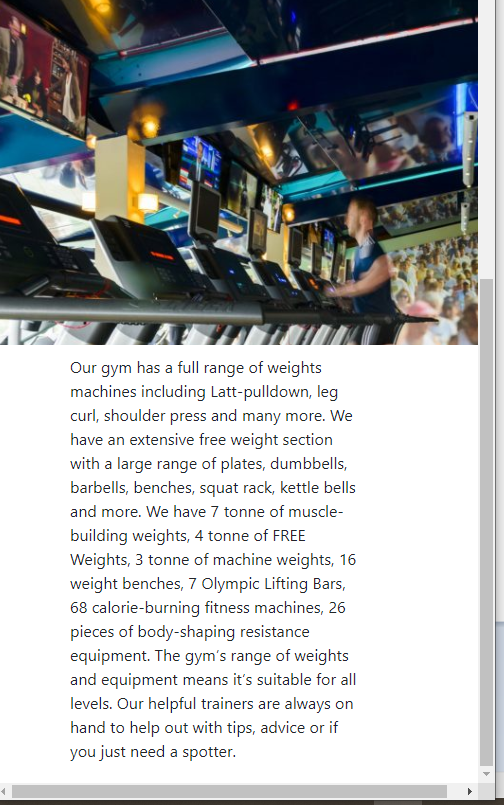 Our gym has a full range of weights
machines including Latt-pulldown, leg
curl, shoulder press and many more. We
have an extensive free weight section
with a large range of plates, dumbbells,
barbells, benches, squat rack, kettle bells
and more. We have 7 tonne of muscle-
building weights, 4 tonne of FREE
Weights, 3 tonne of machine weights, 16
weight benches, 7 Olympic Lifting Bars,
68 calorie-burning fitness machines, 26
pieces of body-shaping resistance
equipment. The gym’s range of weights
and equipment means it’s suitable for all
levels. Our helpful trainers are always on
hand to help out with tips, advice or if
you just need a spotter.